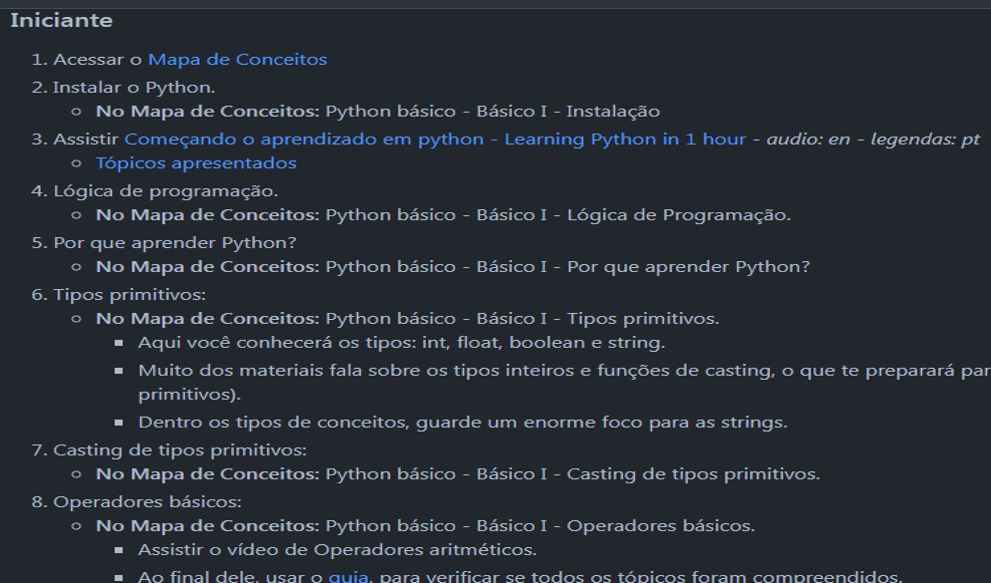 Iniciante
1. Acessar o Mapa de Conceitos
2. Instalar o Python.
No Mapa de Conceitos: Python básico - Básico I - Instalação
3. Assistir Começando o aprendizado em python - Learning Python in 1 hour - audio: en - legendas: pt
Tópicos apresentados
4. Lógica de programação.
No Mapa de Conceitos: Python básico - Básico I - Lógica de Programação.
5. Por que aprender Python?
No Mapa de Conceitos: Python básico - Básico I - Por que aprender Python?
6. Tipos primitivos:
No Mapa de Conceitos: Python básico - Básico I - Tipos primitivos.
Aqui você conhecerá os tipos: int, float, boolean e string.
Muito dos materiais fala sobre os tipos inteiros e funções de casting, o que te preparará par
primitivos).
Dentro os tipos de conceitos, guarde um enorme foco para as strings.
7. Casting de tipos primitivos:
No Mapa de Conceitos: Python básico - Básico I - Casting de tipos primitivos.
8. Operadores básicos:
No Mapa de Conceitos: Python básico - Básico I - Operadores básicos.
Assistir o vídeo de Operadores aritméticos.
Ao final dele, usar o guia, para verificar se todos os tópicos foram compreendidos.